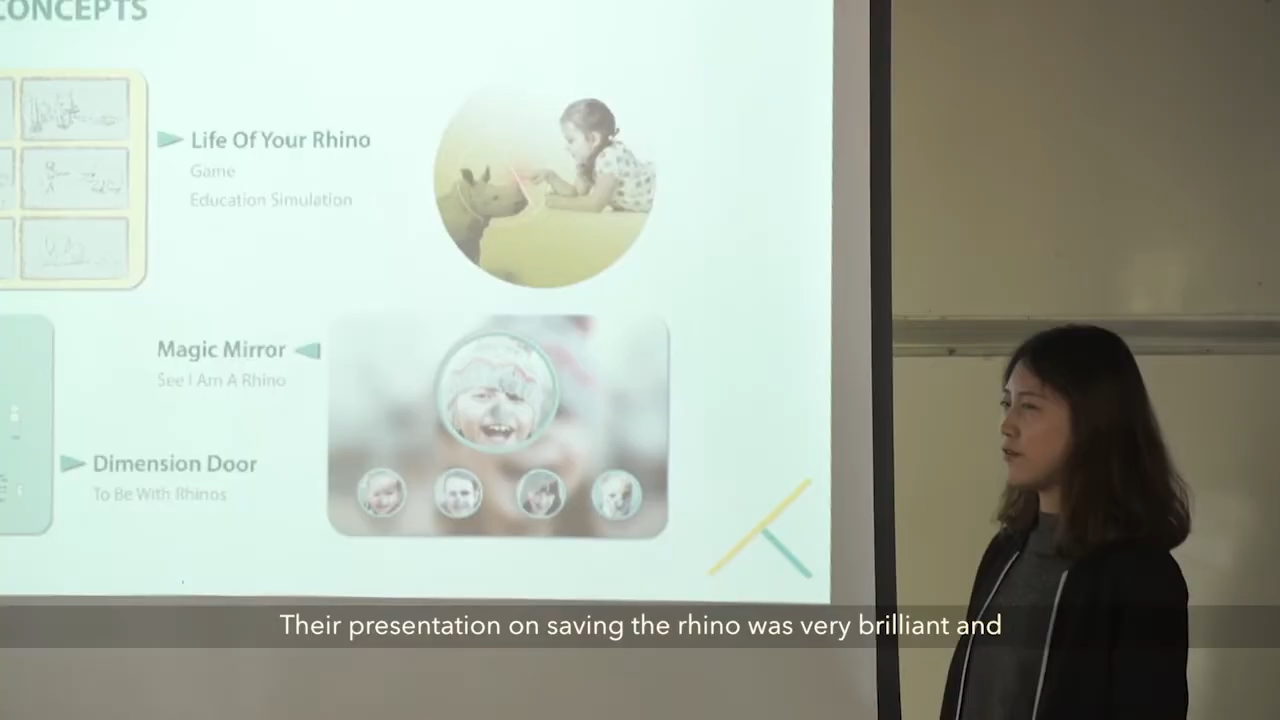 CONCEPTS
Life Of Your Rhino
Game
Education Simulation
Magic Mirror
See I Am A Rhino
Dimension Door
To Be With Rhinos
Their presentation on saving the rhino was very brilliant and